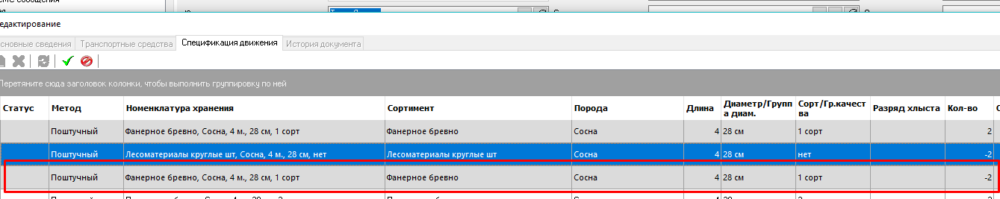 едактирование
сновные сведения Транспортные средства Спецификация движения История документа
Перетяните сюда заголовок колонки, чтобы выполнить группировку по ней
Статус Метод Номенклатура хранения Сортимент Порода Длина Диаметр/Групп Сорт/Гр.качест Разряд хлыста Кол-во
а диам. ва
Поштучный Фанерное бревно, Сосна, 4 м., 28 см, 1 сорт Фанерное бревно Сосна 4 28 см 1 сорт 2
Поштучный Лесоматериалы круглые шт, Сосна, 4 м., 28 см, нет Лесоматериалы круглые шт Сосна 4 28 см нет -2
Поштучный Фанерное бревно, Сосна, 4 м., 28 см, 1 сорт Фанерное бревно Сосна 4 28 см 1 сорт -2